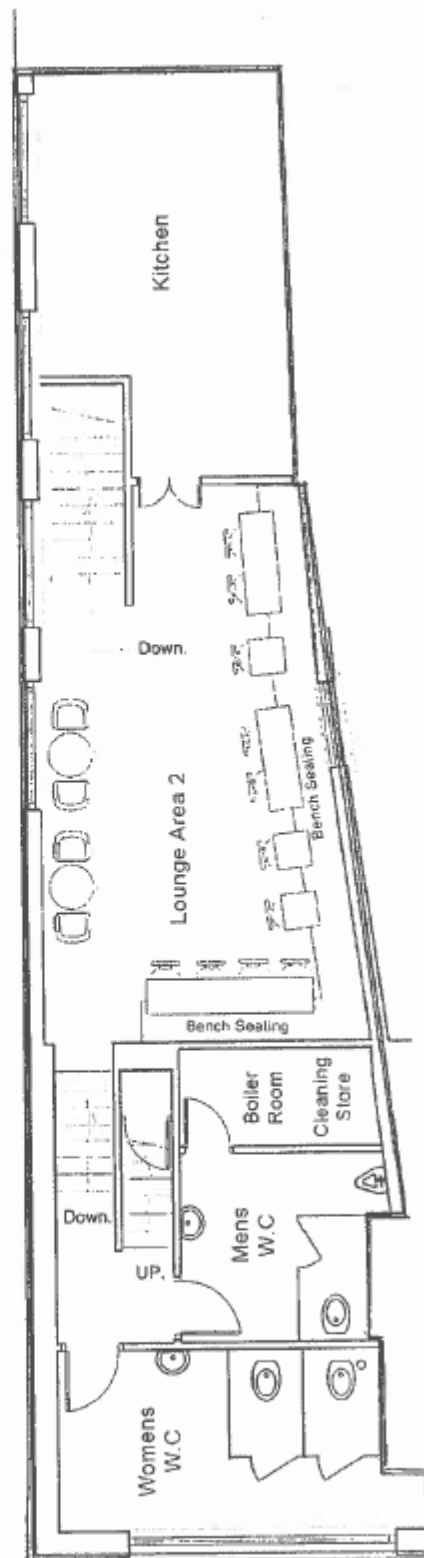 Kitchen
Down.
Lounge Area 2
Bench Sealing
Bench Sealing
Boiler
Room
Cleaning
Store
Down.
UP.
Mens
W.C
Womens
W.C